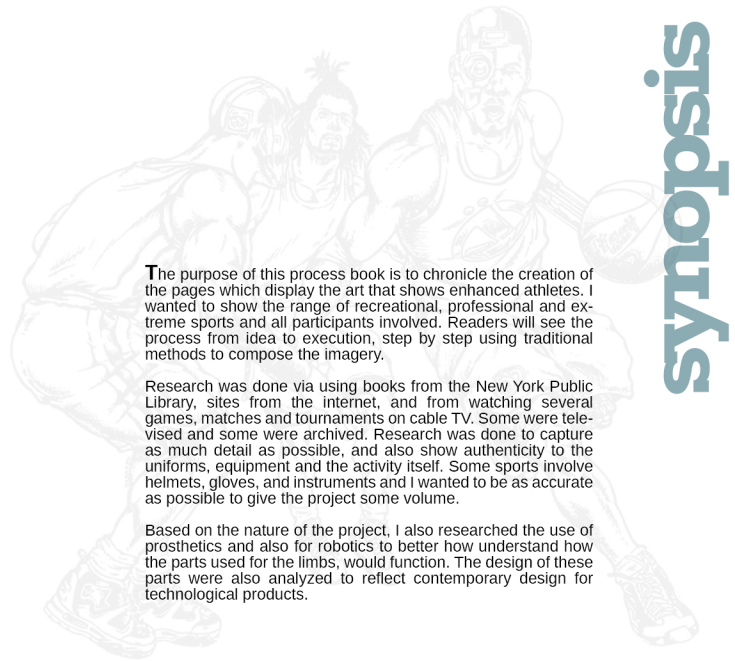 synopsis
The purpose of this process book is to chronicle the creation of
the pages which display the art that shows enhanced athletes. I
wanted to show the range of recreational, professional and ex-
treme sports and all participants involved. Readers will see the
process from idea to execution, step by step using traditional
methods to compose the imagery.
Research was done via using books from the New York Public
Library, sites from the internet, and from watching several
games, matches and tournaments on cable TV. Some were tele-
vised and some were archived. Research was done to capture
as much detail as possible, and also show authenticity to the
uniforms, equipment and the activity itself. Some sports involve
helmets, gloves, and instruments and I wanted to be as accurate
as possible to give the project some volume.
Based on the nature of the project, I also researched the use of
prosthetics and also for robotics to better how understand how
the parts used for the limbs, would function. The design of these
parts were also analyzed to reflect contemporary design for
technological products.